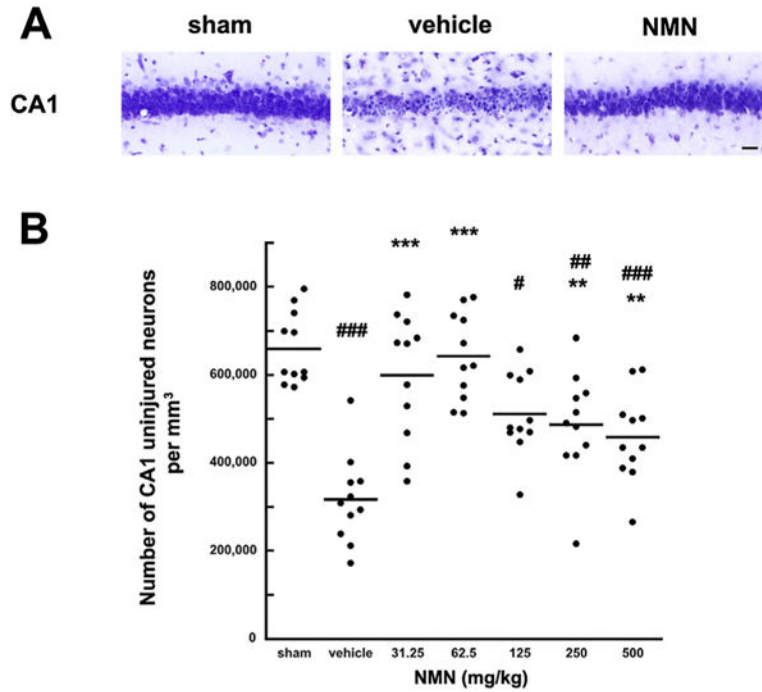 A
sham vehicle NMN
CA1
B
*** ***
## ###
# ** **
###
800,000
600,000
400,000
200,000
0
Number of CA1 uninjured neurons
per mm³
sham vehicle 31.25 62.5 125 250 500
NMN (mg/kg)